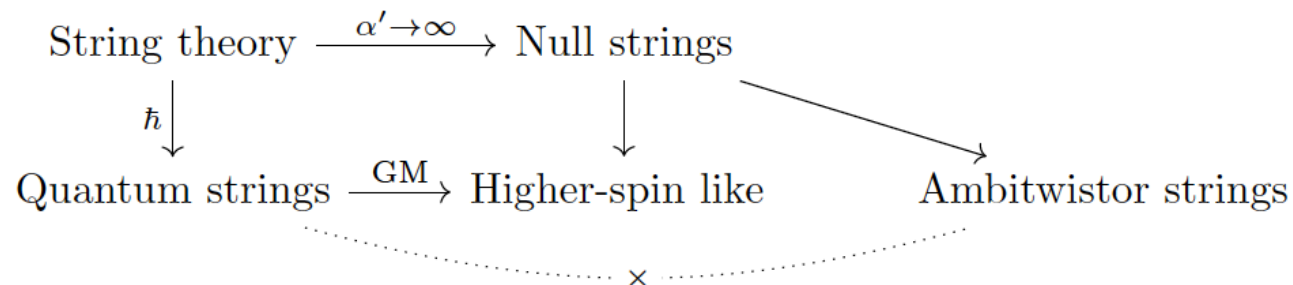 String theory α′→∞ Null strings
ħ
Quantum strings GM Higher-spin like Ambitwistor strings
×